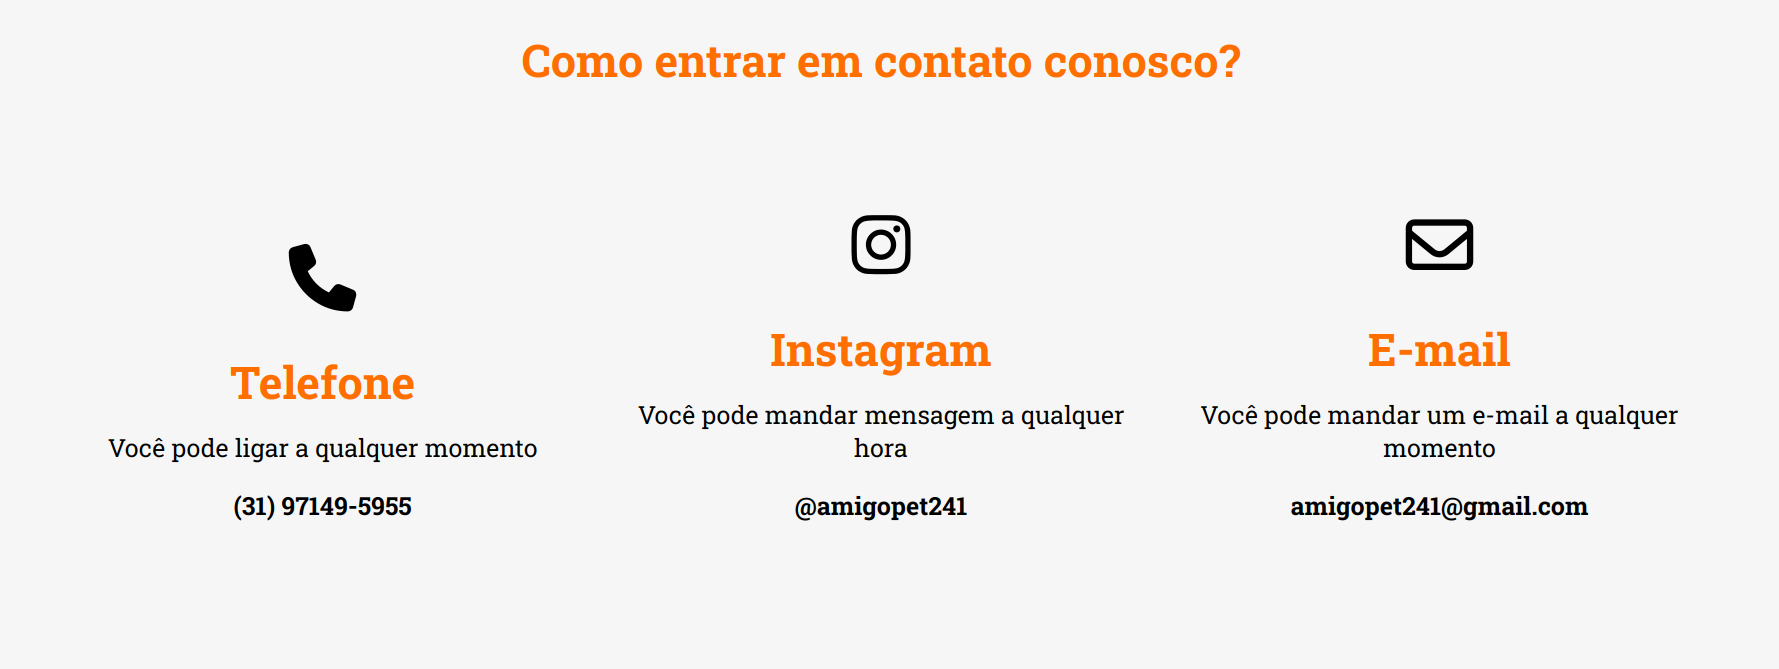 Como entrar em contato conosco?
Telefone
Você pode ligar a qualquer momento
(31) 97149-5955
Instagram
Você pode mandar mensagem a qualquer
hora
@amigopet241
E-mail
Você pode mandar um e-mail a qualquer
momento
amigopet241@gmail.com